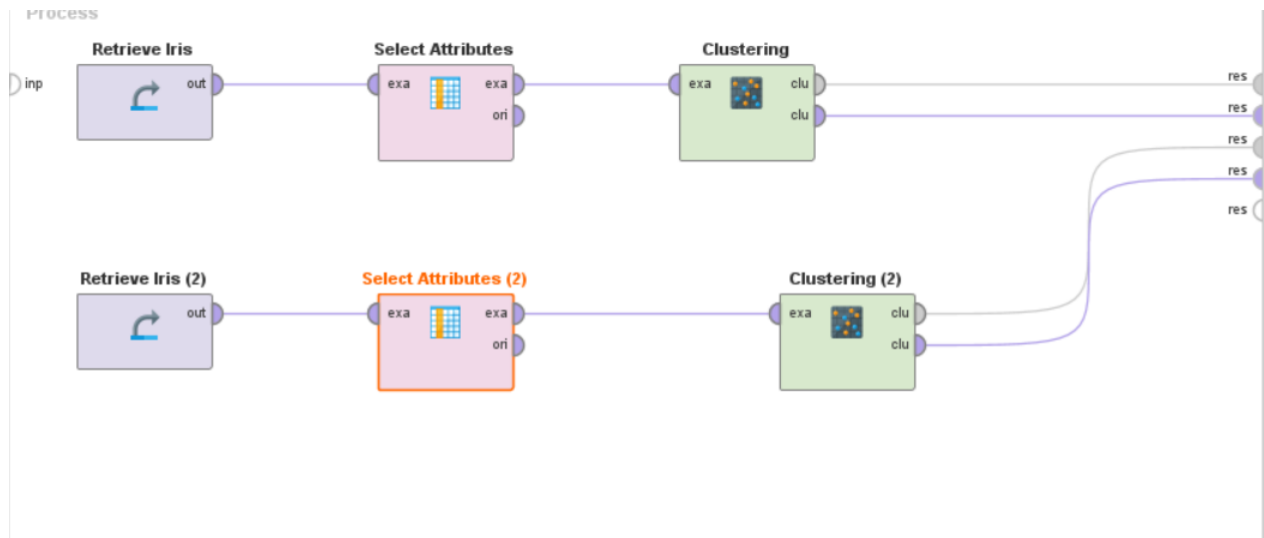 Process
Retrieve Iris
Select Attributes
Clustering
inp
out
exa
exa
ori
exa
clu
clu
res
res
res
res
res
Retrieve Iris (2)
Select Attributes (2)
Clustering (2)
out
exa
exa
ori
exa
clu
clu